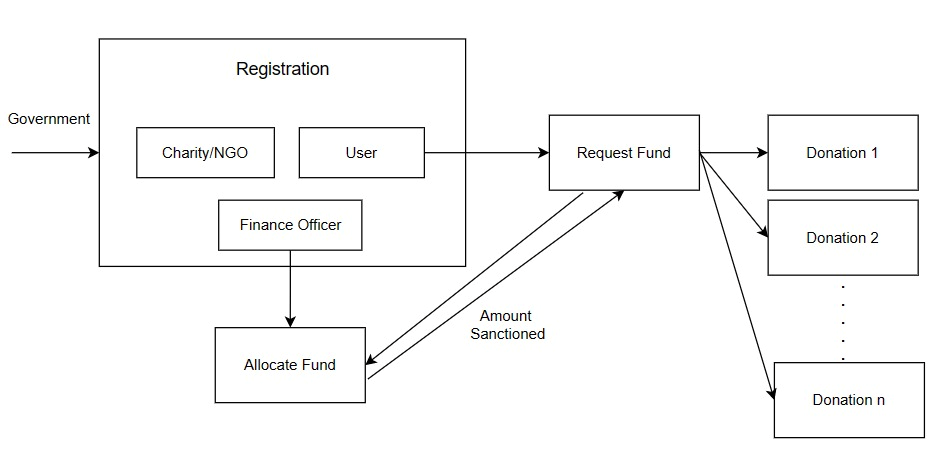 Registration
Government
Charity/NGO
User
Request Fund
Donation 1
Finance Officer
Donation 2
Amount
Sanctioned
Allocate Fund
Donation n